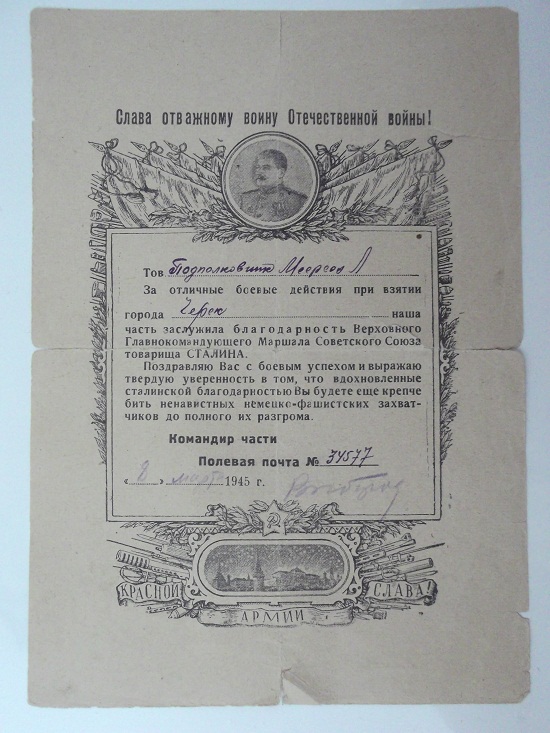 Слава отважному воину Отечественной войны!
Тов Подполковник Меерсон Л
За отличные боевые действия при взятии
города Черск наша
часть заслужила благодарность Верховного
Главнокомандующего Маршала Советского Союза
товарища СТАЛИНА.
Поздравляю Вас с боевым успехом и выражаю
твердую уверенность в том, что вдохновленные
сталинской благодарностью Вы будете еще крепче
бить ненавистных немецко-фашистских захват-
чиков до полного их разгрома.
Командир части
Полевая почта № 34577
„ “ марта 1945 г.
КРАСНОЙ АРМИИ СЛАВА!